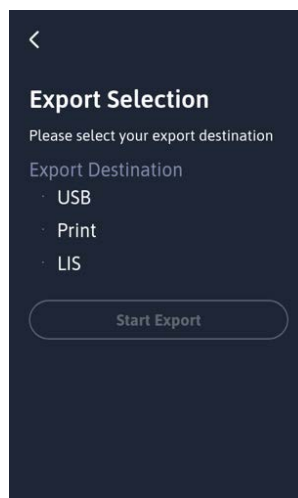 Export Selection
Please select your export destination
Export Destination
USB
Print
LIS
Start Export